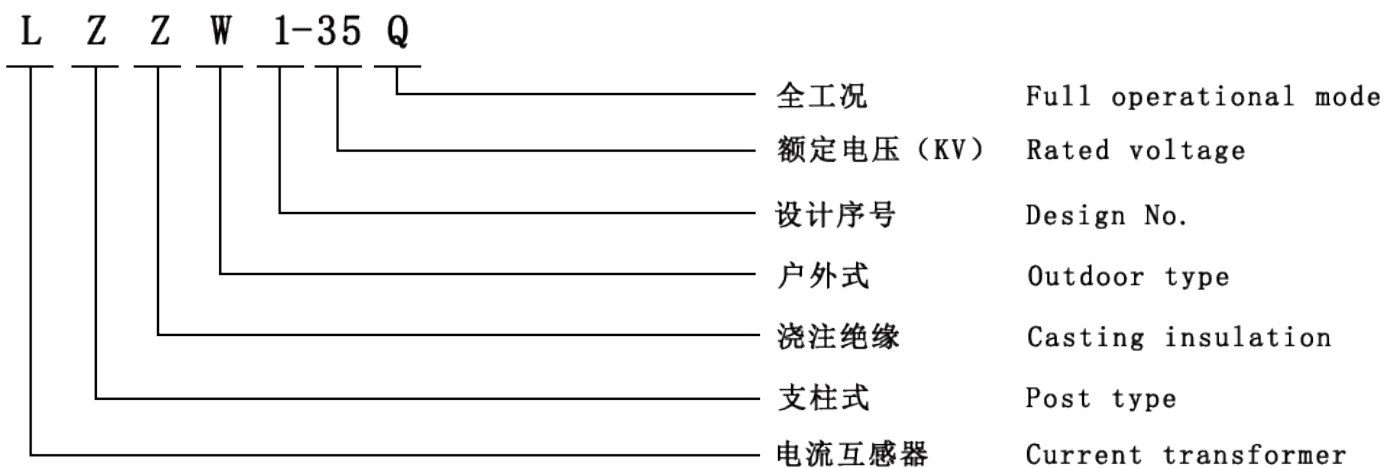 L Z Z W 1-35 Q
全工况 Full operational mode
额定电压（KV） Rated voltage
设计序号 Design No.
户外式 Outdoor type
浇注绝缘 Casting insulation
支柱式 Post type
电流互感器 Current transformer